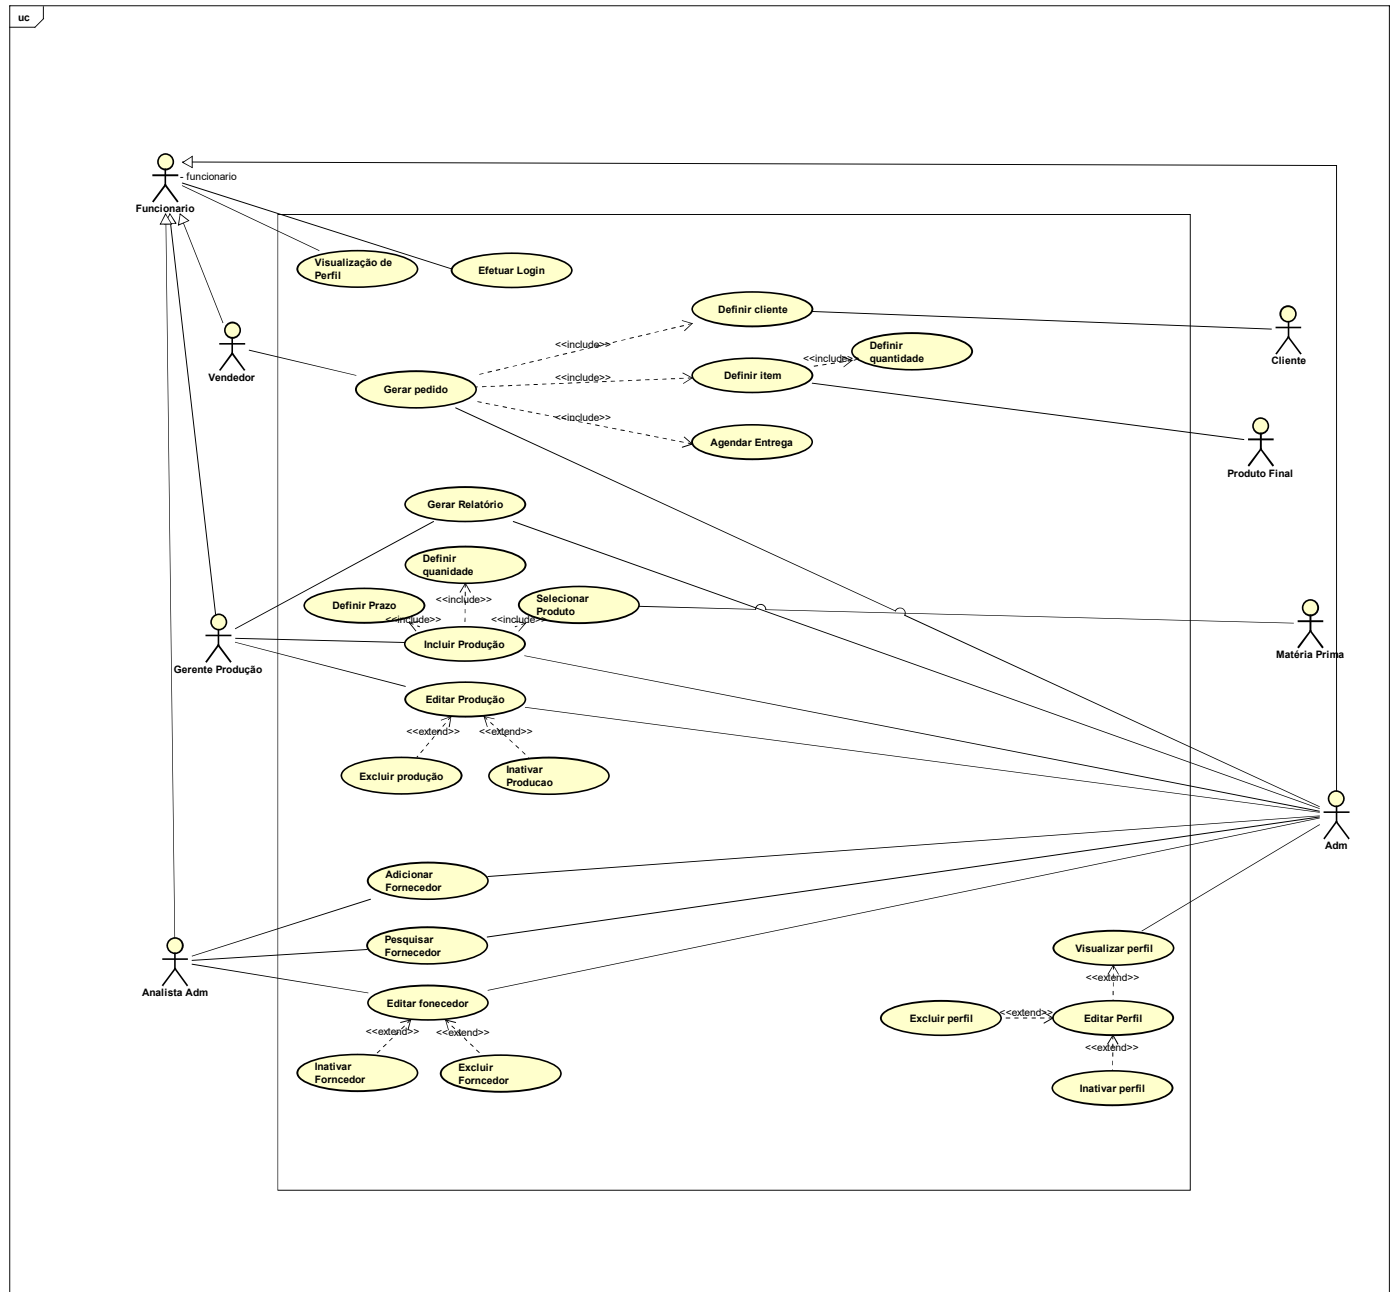 uc
- funcionario
Funcionario
Visualização de
Perfil
Efetuar Login
Definir cliente
<<include>>
Definir
quantidade
<<include>>
Cliente
Vendedor
Definir item
<<include>>
Gerar pedido
<<include>>
Agendar Entrega
Produto Final
Gerar Relatório
Definir
quanidade
<<include>>
Selecionar
Produto
Definir Prazo
<<include>>
<<include>>
Incluir Produção
Matéria Prima
Gerente Produção
Editar Produção
<<extend>>
<<extend>>
Excluir produção
Inativar
Producao
Adm
Adicionar
Fornecedor
Pesquisar
Fornecedor
Visualizar perfil
<<extend>>
Analista Adm
Editar fonecedor
<<extend>>
<<extend>>
Excluir perfil
<<extend>>
Editar Perfil
<<extend>>
Inativar
Forncedor
Excluir
Forncedor
Inativar perfil